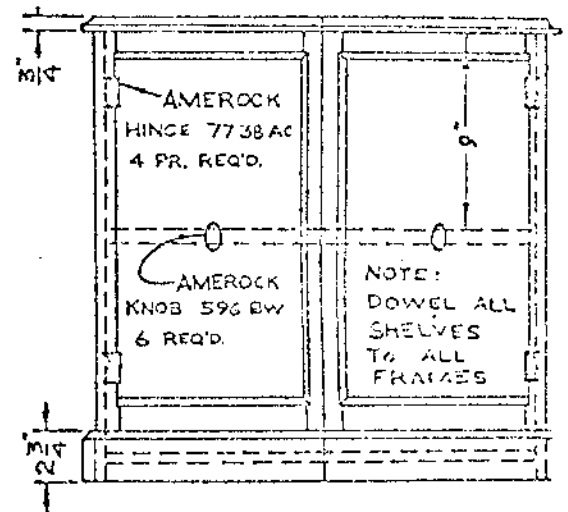 3/4"
AMEROCK
HINGE 7738 AC
4 PR. REQ'D.
9"
AMEROCK
KNOB 596 BW
6 REQ'D.
NOTE:
DOWEL ALL
SHELVES
TO ALL
FRAMES
2 3/4"